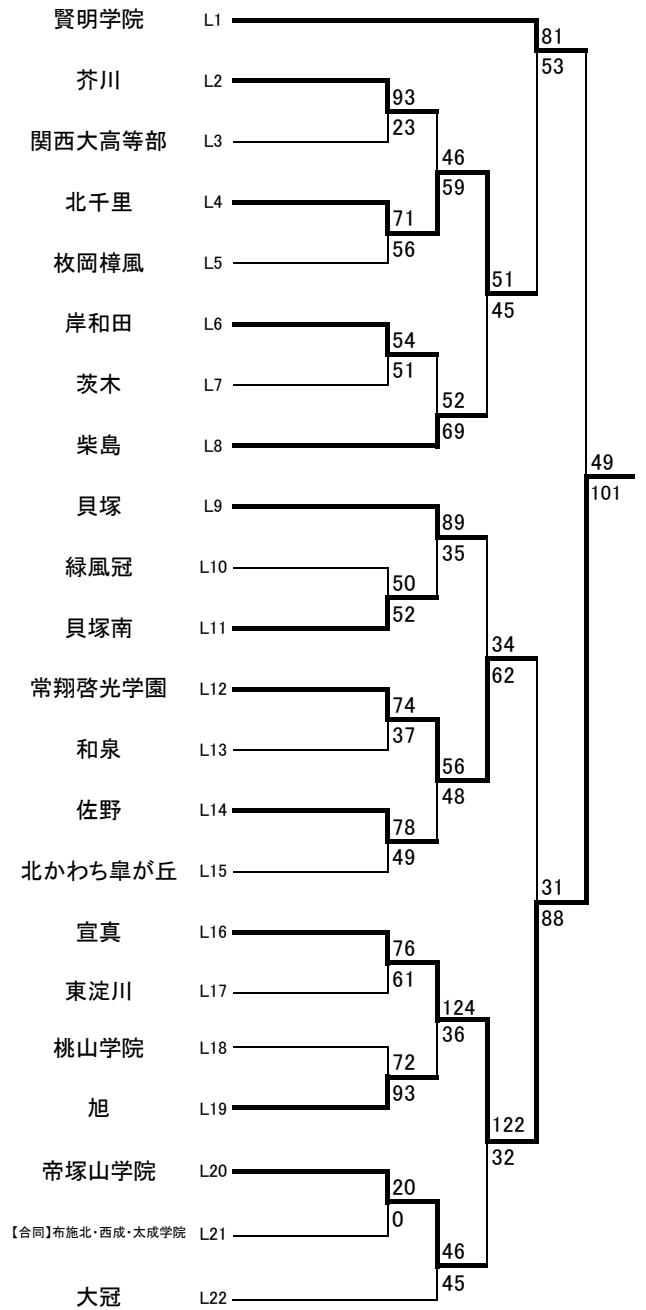 賢明学院 L1
81
53
芥川 L2
93
23
関西大高等部 L3
46
59
北千里 L4
71
56
枚岡樟風 L5
51
45
岸和田 L6
54
51
茨木 L7
52
69
柴島 L8
49
101
貝塚 L9
89
35
緑風冠 L10
50
52
貝塚南 L11
34
62
常翔啓光学園 L12
74
37
和泉 L13
56
48
佐野 L14
78
49
北かわち皐が丘 L15
31
88
宣真 L16
76
61
東淀川 L17
124
36
桃山学院 L18
72
93
旭 L19
122
32
帝塚山学院 L20
20
0
【合同】布施北・西成・太成学院 L21
46
45
大冠 L22